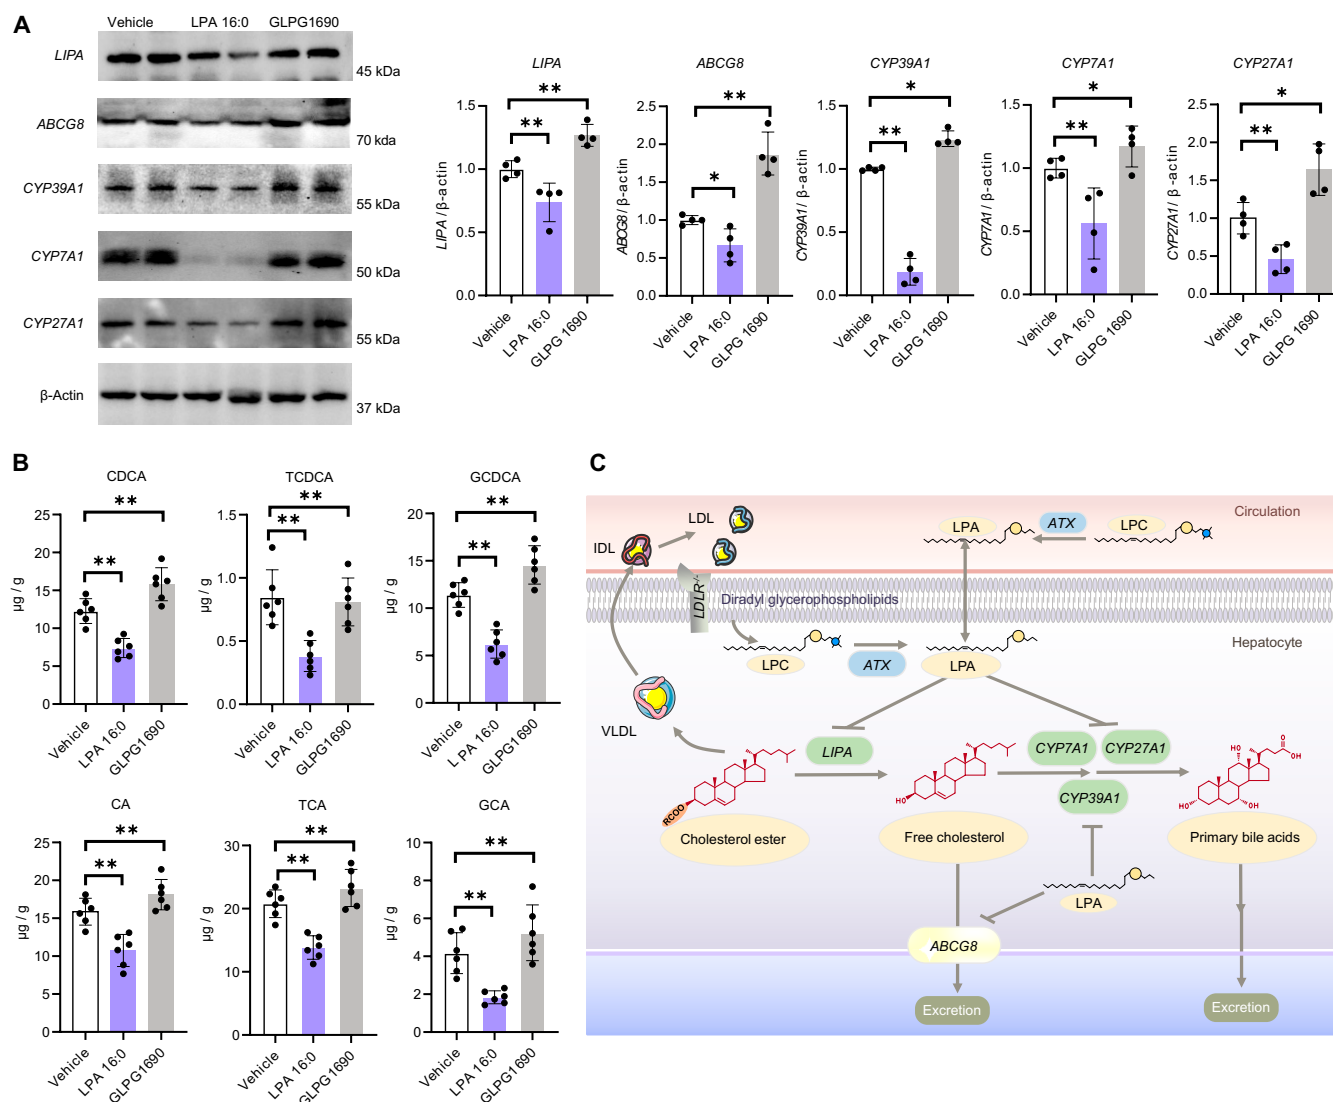 A
Vehicle LPA 16:0 GLPG1690
LIPA
45 kDa
ABCG8
70 kda
CYP39A1
55 kDa
CYP7A1
50 kDa
CYP27A1
55 kDa
β-Actin
37 kDa
LIPA
**
**
1.5
1.0
0.5
0.0
LIPA /β-actin
Vehicle
LPA 16:0
GLPG 1690
ABCG8
**
*
2.5
2.0
1.5
1.0
0.5
0.0
ABCG8/β-actin
Vehicle
LPA 16:0
GLPG 1690
CYP39A1
*
**
1.5
1.0
0.5
0.0
CYP39A1/ β-actin
Vehicle
LPA 16:0
GLPG 1690
CYP7A1
*
**
1.5
1.0
0.5
0.0
CYP7A1/ β-actin
Vehicle
LPA 16:0
GLPG 1690
CYP27A1
*
**
2.5
2.0
1.5
1.0
0.5
0.0
CYP27A1/ β-actin
Vehicle
LPA 16:0
GLPG 1690
B
CDCA
**
**
25
20
15
10
5
0
µg / g
Vehicle
LPA 16:0
GLPG1690
TCDCA
**
**
1.5
1.0
0.5
0.0
µg / g
Vehicle
LPA 16:0
GLPG1690
GCDCA
**
**
20
15
10
5
0
µg / g
Vehicle
LPA 16:0
GLPG1690
CA
**
**
25
20
15
10
5
0
µg / g
Vehicle
LPA 16:0
GLPG1690
TCA
**
**
30
20
10
0
µg / g
Vehicle
LPA 16:0
GLPG1690
GCA
**
**
10
8
6
4
2
0
µg / g
Vehicle
LPA 16:0
GLPG1690
C
Circulation
LDL
IDL
LPA
ATX
LPC
LDLR-/-
Diradyl glycerophospholipids
Hepatocyte
LPC
ATX
LPA
VLDL
LIPA
CYP7A1
CYP27A1
CYP39A1
RCOO
HO
HO
OH
OH
O
OH
Cholesterol ester
Free cholesterol
Primary bile acids
LPA
ABCG8
Excretion
Excretion